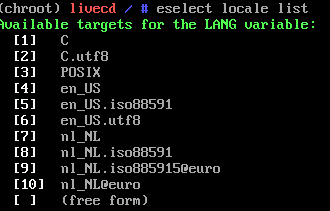 (chroot) livecd / # eselect locale list
Available targets for the LANG variable:
[1] C
[2] C.utf8
[3] POSIX
[4] en_US
[5] en_US.iso88591
[6] en_US.utf8
[7] nl_NL
[8] nl_NL.iso88591
[9] nl_NL.iso885915@euro
[10] nl_NL@euro
[ ] (free form)